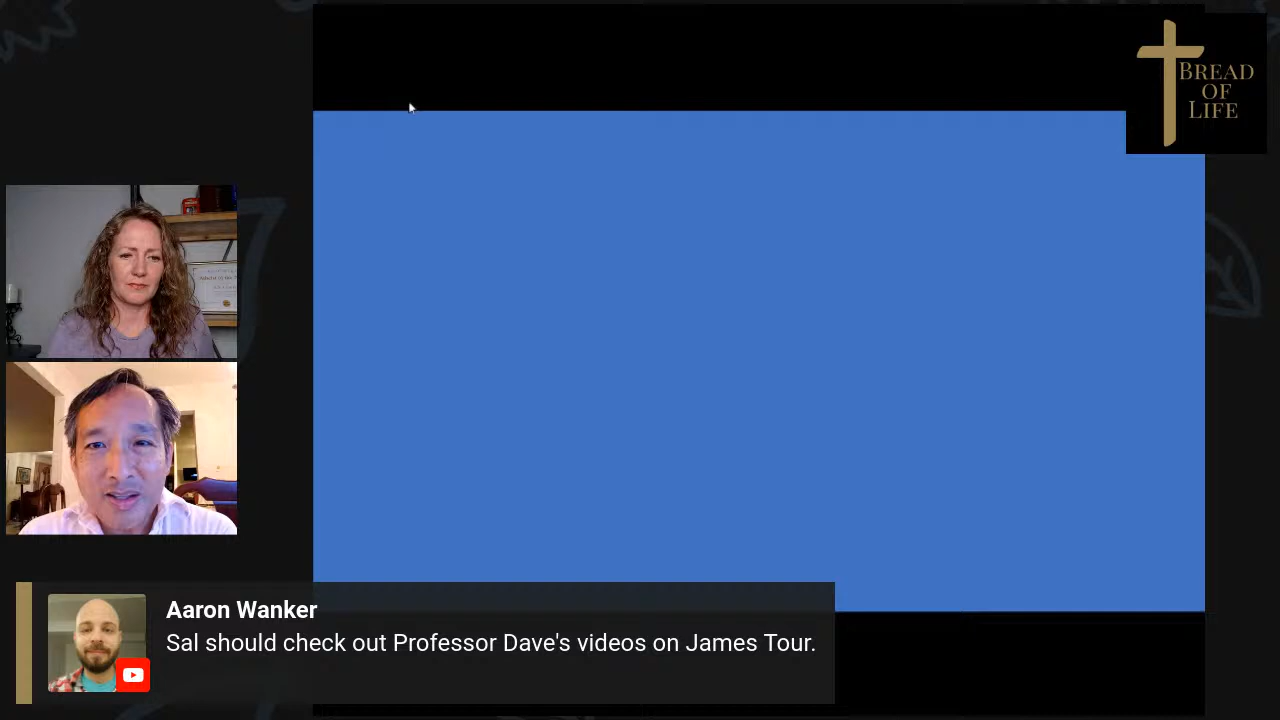 BREAD
OF
LIFE
Aaron Wanker
Sal should check out Professor Dave's videos on James Tour.